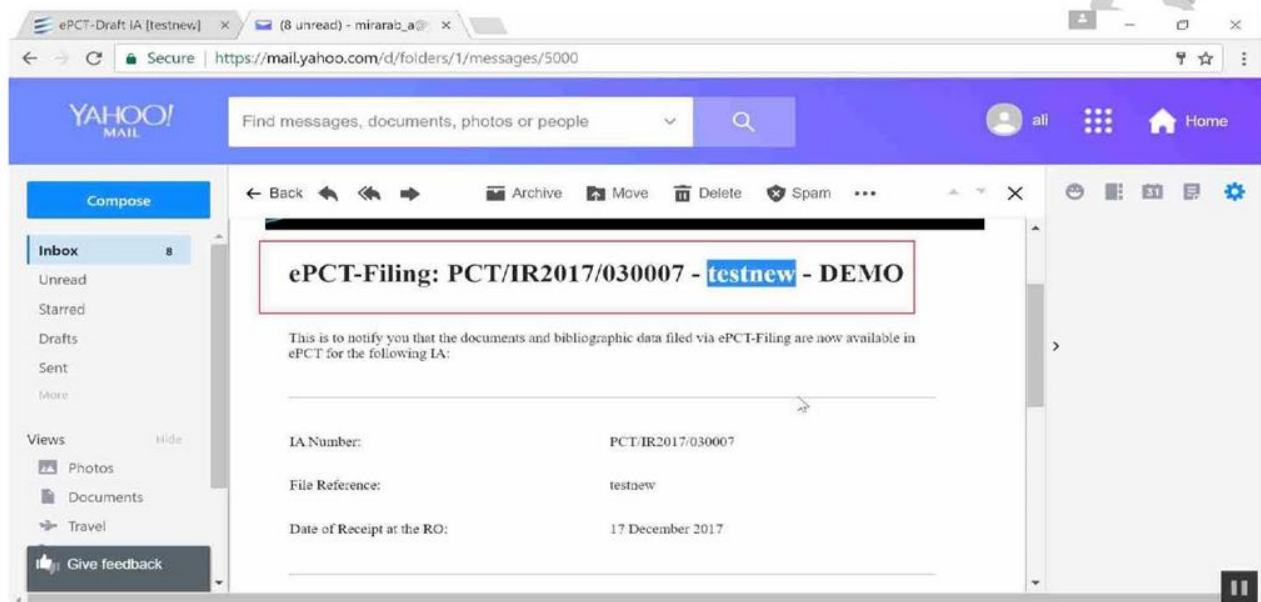 ePCT-Draft IA [testnew]
(8 unread) - mirarab_a@
Secure | https://mail.yahoo.com/d/folders/1/messages/5000
YAHOO!
MAIL
Find messages, documents, photos or people
ali
Home
Compose
Back
Archive
Move
Delete
Spam
31
Inbox 8
Unread
Starred
Drafts
Sent
More
Views Hide
Photos
Documents
Travel
Give feedback
ePCT-Filing: PCT/IR2017/030007 - testnew - DEMO
This is to notify you that the documents and bibliographic data filed via ePCT-Filing are now available in
ePCT for the following IA:
IA Number: PCT/IR2017/030007
File Reference: testnew
Date of Receipt at the RO: 17 December 2017